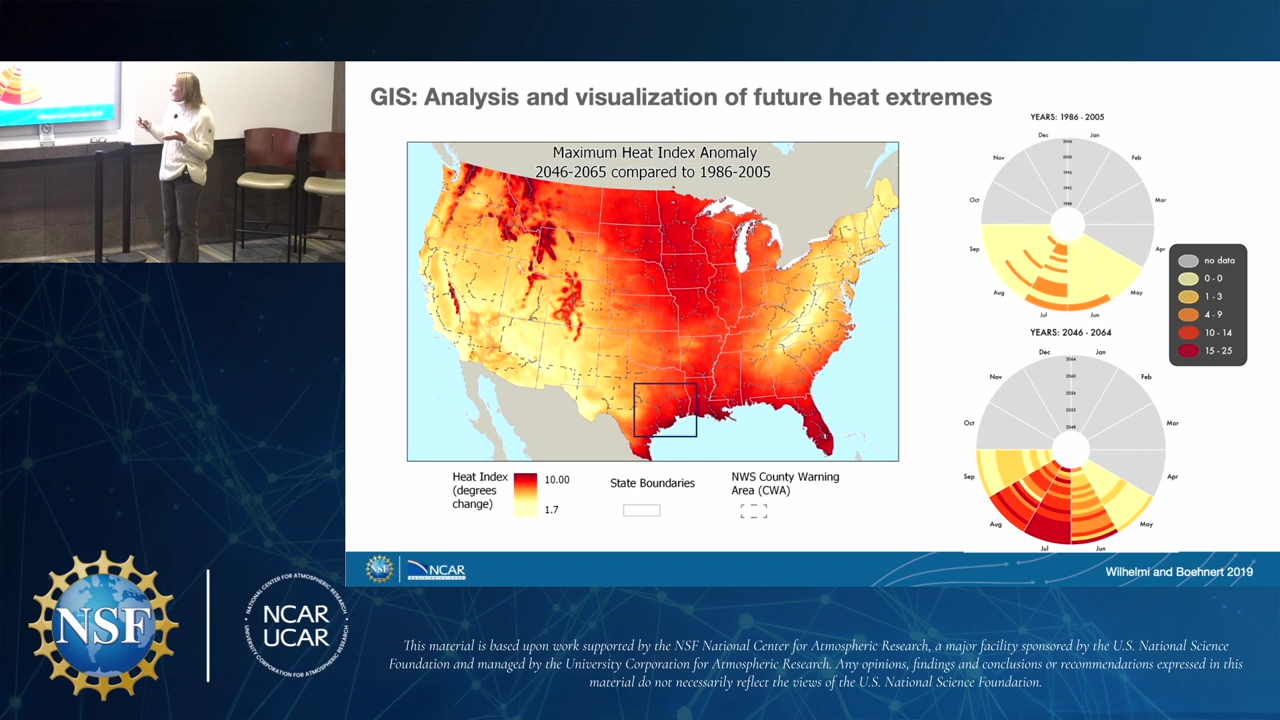 GIS: Analysis and visualization of future heat extremes
Maximum Heat Index Anomaly
2046-2065 compared to 1986-2005
Heat Index
(degrees
change)
10.00
1.7
State Boundaries
NWS County Warning
Area (CWA)
YEARS: 1986 - 2005
Dec
Jan
Nov
Feb
Oct
Mar
Sep
Apr
Aug
May
Jul
Jun
no data
0 - 0
1 - 3
4 - 9
10 - 14
15 - 25
YEARS: 2046 - 2064
Dec
Jan
Nov
Feb
Oct
Mar
Sep
Apr
Aug
May
Jul
Jun
NCAR
Wilhelmi and Boehnert 2019
NSF
NATIONAL CENTER FOR ATMOSPHERIC RESEARCH
NCAR
UCAR
UNIVERSITY CORPORATION FOR ATMOSPHERIC RESEARCH
This material is based upon work supported by the NSF National Center for Atmospheric Research, a major facility sponsored by the U.S. National Science
Foundation and managed by the University Corporation for Atmospheric Research. Any opinions, findings and conclusions or recommendations expressed in this
material do not necessarily reflect the views of the U.S. National Science Foundation.